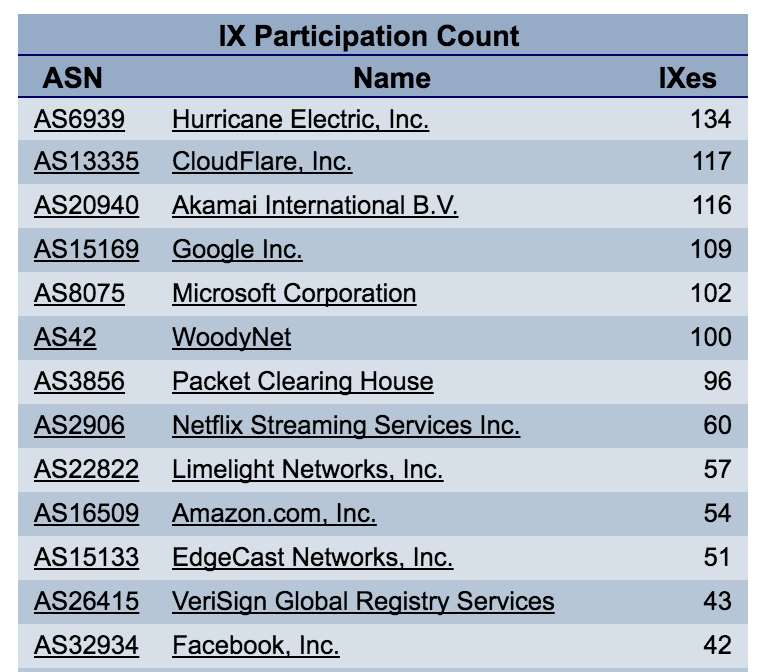 IX Participation Count
ASN Name IXes
AS6939 Hurricane Electric, Inc. 134
AS13335 CloudFlare, Inc. 117
AS20940 Akamai International B.V. 116
AS15169 Google Inc. 109
AS8075 Microsoft Corporation 102
AS42 WoodyNet 100
AS3856 Packet Clearing House 96
AS2906 Netflix Streaming Services Inc. 60
AS22822 Limelight Networks, Inc. 57
AS16509 Amazon.com, Inc. 54
AS15133 EdgeCast Networks, Inc. 51
AS26415 VeriSign Global Registry Services 43
AS32934 Facebook, Inc. 42